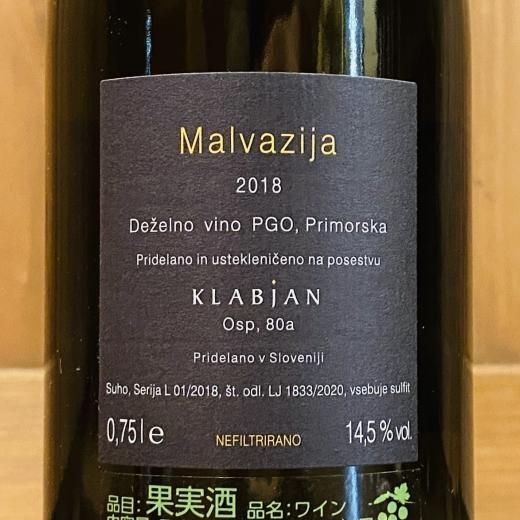 Malvazija
2018
Deželno vino PGO, Primorska
Pridelano in ustekleničeno na posestvu
KLABJAN
Osp, 80a
Pridelano v Sloveniji
Suho, Serija L 01/2018, št. odl. LJ 1833/2020, vsebuje sulfit
0,75 l e NEFILTRIRANO 14,5 % vol.
品目:果実酒 品名:ワイン